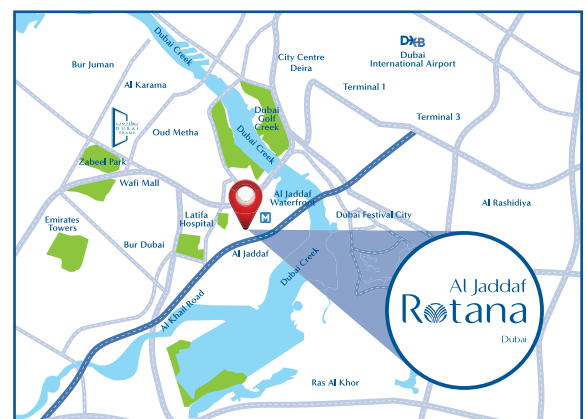 Dubai Creek
DXB
Dubai
International Airport
City Centre
Deira
Bur Juman
Al Karama
Terminal 1
DUBAI
FRAME
Oud Metha
Dubai
Golf
Creek
Terminal 3
Dubai Creek
Zabeel Park
Wafi Mall
Al Jaddaf
Waterfront
Al Rashidiya
Emirates
Towers
Latifa
Hospital
M
Dubai Festival City
Bur Dubai
Al Jaddaf
Dubai Creek
Al Khail Road
Al Jaddaf
Rotana
Dubai
Ras Al Khor